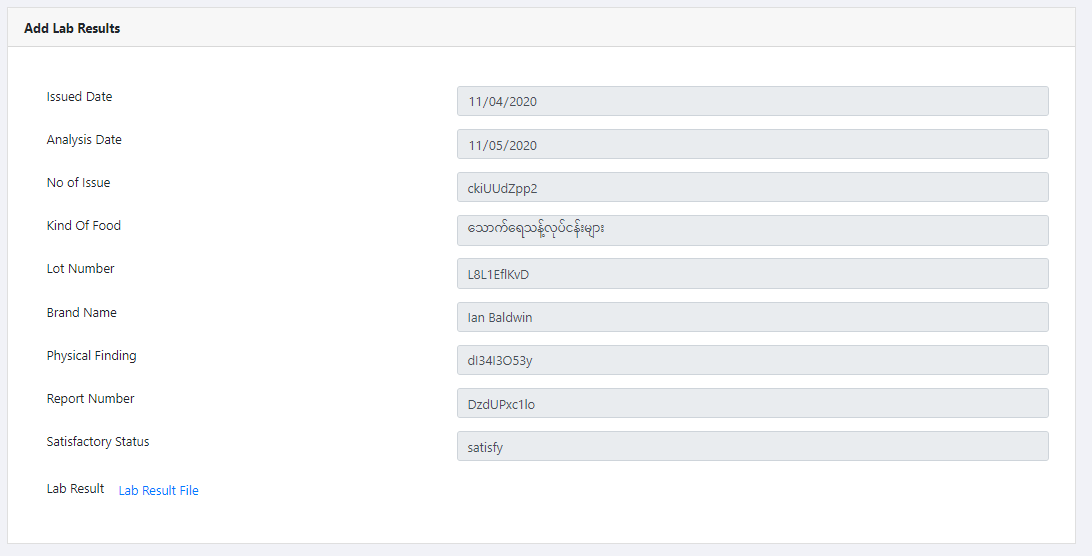 Add Lab Results
Issued Date
11/04/2020
Analysis Date
11/05/2020
No of Issue
ckiUUdZpp2
Kind Of Food
သောက်ရေသန့်လုပ်ငန်းများ
Lot Number
L8L1EflKvD
Brand Name
Ian Baldwin
Physical Finding
dI34I3O53y
Report Number
DzdUPxc1lo
Satisfactory Status
satisfy
Lab Result Lab Result File